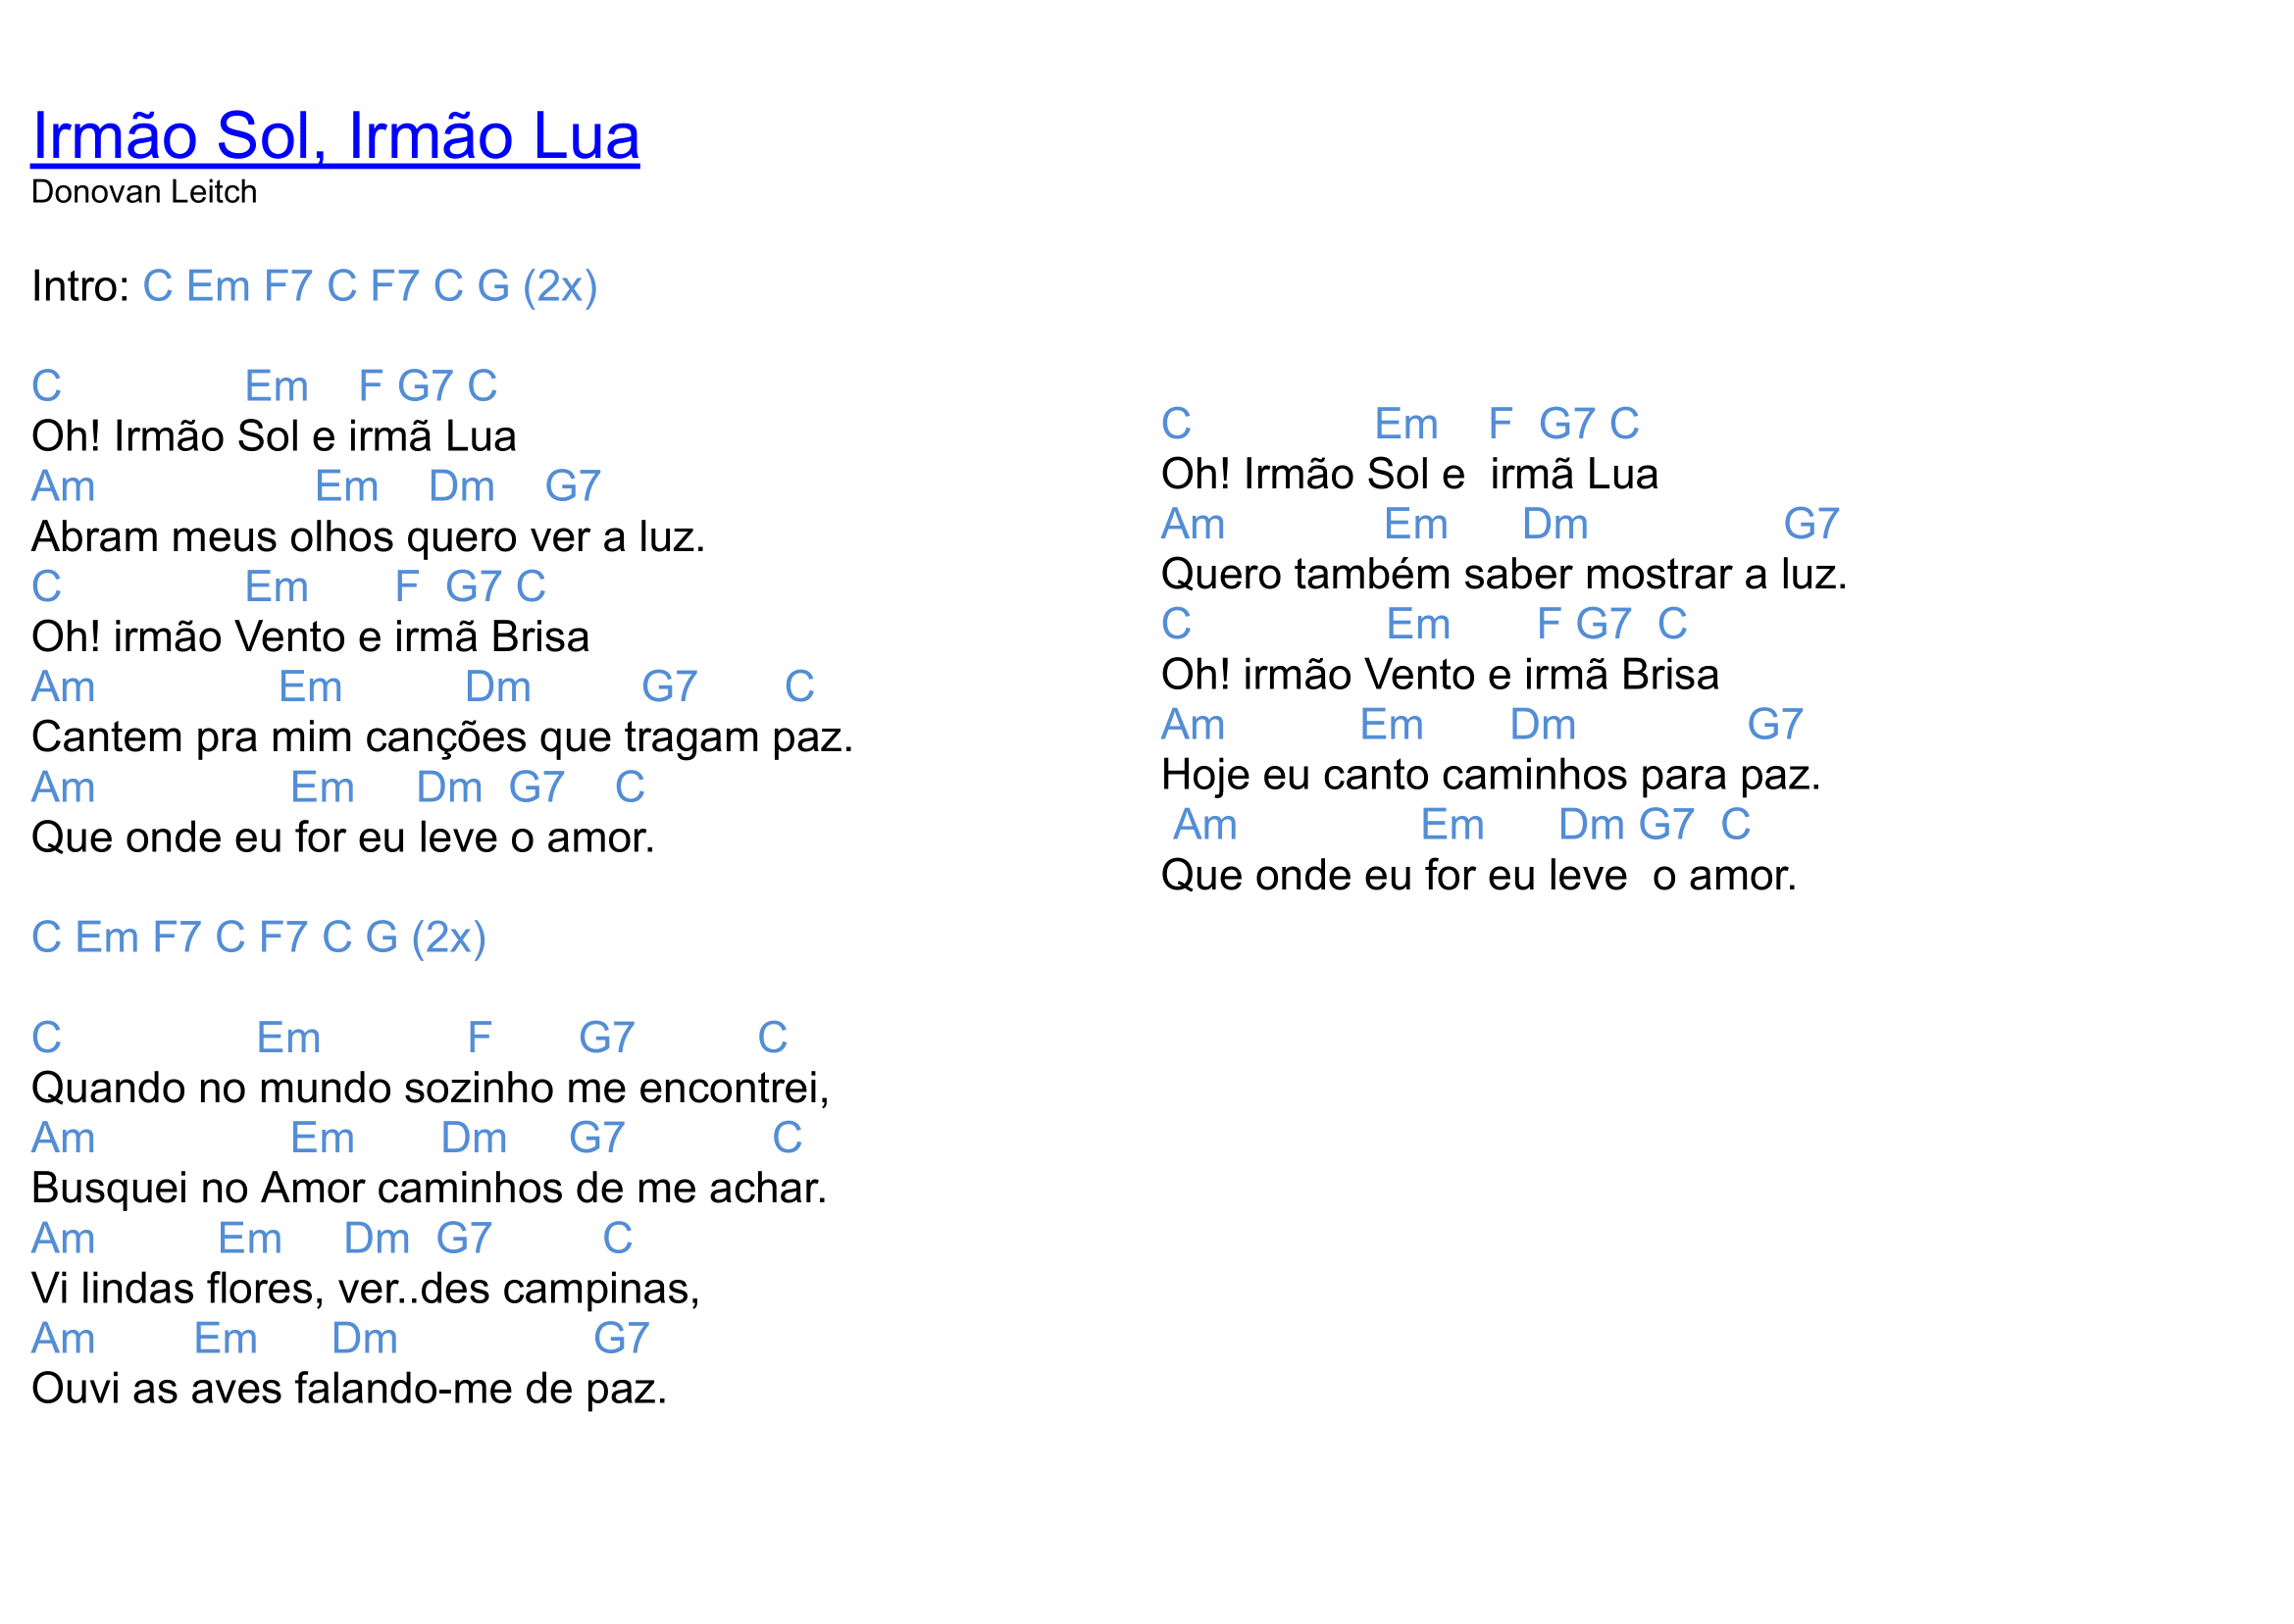 Irmão Sol, Irmão Lua
Donovan Leitch
Intro: C Em F7 C F7 C G (2x)
C Em F G7 C
Oh! Irmão Sol e irmã Lua
Am Em Dm G7
Abram meus olhos quero ver a luz.
C Em F G7 C
Oh! irmão Vento e irmã Brisa
Am Em Dm G7 C
Cantem pra mim canções que tragam paz.
Am Em Dm G7 C
Que onde eu for eu leve o amor.
C Em F7 C F7 C G (2x)
C Em F G7 C
Quando no mundo sozinho me encontrei,
Am Em Dm G7 C
Busquei no Amor caminhos de me achar.
Am Em Dm G7 C
Vi lindas flores, ver..des campinas,
Am Em Dm G7
Ouvi as aves falando-me de paz.
C Em F G7 C
Oh! Irmão Sol e irmã Lua
Am Em Dm G7
Quero também saber mostrar a luz.
C Em F G7 C
Oh! irmão Vento e irmã Brisa
Am Em Dm G7
Hoje eu canto caminhos para paz.
Am Em Dm G7 C
Que onde eu for eu leve o amor.